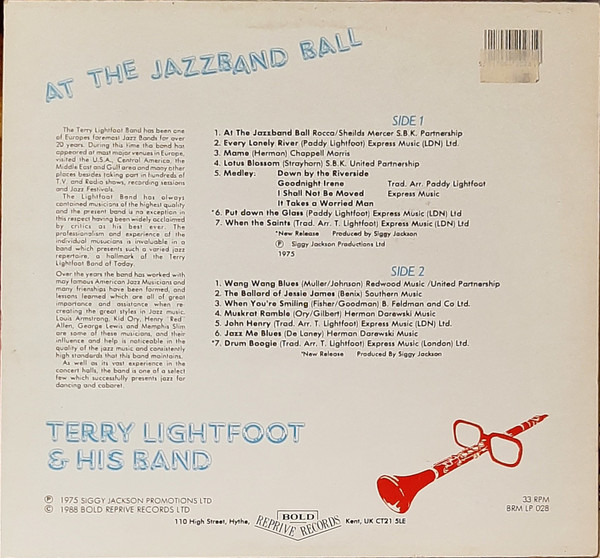 AT THE JAZZBAND BALL
The Terry Lightfoot Band has been one
of Europes foremost Jazz Bands for over
20 years. During this time the band has
appeared at most major venues in Europe,
visited the U.S.A., Central America, the
Middle East and Gulf area and many other
places besides taking part in hundreds of
T.V. and Radio shows, recording sessions
and Jazz Festivals.
The Lightfoot Band has always
contained musicians of the highest quality
and the present band is no exception in
this respect having been widely acclaimed
by critics as his best ever. The
professionalism and experience of the
individual musucians is invaluable in a
band which presents such a varied jazz
repertoire, a hallmark of the Terry
Lightfoot Band of Today.
Over the years the band has worked with
may famous American Jazz Musicians and
many frienships have been formed, and
lessons learned which are all of great
importance and assistance when re-
creating the great styles in Jazz music.
Louis Armstrong, Kid Ory, Henry "Red"
Allen, George Lewis and Memphis Slim
are some of these musicians, and their
influence and help is noticeable in the
quality of the jazz music and consistently
high standards that this band maintains.
As well as its vast experience in the
concert halls, the band is one of a select
few which successfully presents jazz for
dancing and cabaret.
SIDE 1
1. At The Jazzband Ball Rocca/Sheilds Mercer S.B.K. Partnership
2. Every Lonely River (Paddy Lightfoot) Express Music (LDN) Ltd.
3. Mame (Herman) Chappell Morris
4. Lotus Blossom (Strayhorn) S.B.K. United Partnership
5. Medley: Down by the Riverside
Goodnight Irene Trad. Arr. Paddy Lightfoot
I Shall Not Be Moved Express Music
It Takes a Worried Man
*6. Put down the Glass (Paddy Lightfoot) Express Music (LDN) Ltd
7. When the Saints (Trad. Arr. T. Lightfoot) Express Music (LDN) Ltd
*New Release Produced by Siggy Jackson
Ⓟ Siggy Jackson Productions Ltd
1975
SIDE 2
1. Wang Wang Blues (Muller/Johnson) Redwood Music /United Partnership
2. The Ballard of Jessie James (Benix) Southern Music
3. When You're Smiling (Fisher/Goodman) B. Feldman and Co Ltd.
4. Muskrat Ramble (Ory/Gilbert) Herman Darewski Music
5. John Henry (Trad. Arr. T. Lightfoot) Express Music (LDN) Ltd.
6. Jazz Me Blues (De Laney) Herman Darewski Music
*7. Drum Boogie (Trad. Arr. T. Lightfoot) Express Music (London) Ltd.
*New Release Produced By Siggy Jackson
TERRY LIGHTFOOT
& HIS BAND
Ⓟ 1975 SIGGY JACKSON PROMOTIONS LTD
© 1988 BOLD REPRIVE RECORDS LTD
110 High Street, Hythe, BOLD REPRIVE RECORDS Kent, UK CT21 5LE
33 RPM
BRM LP 028